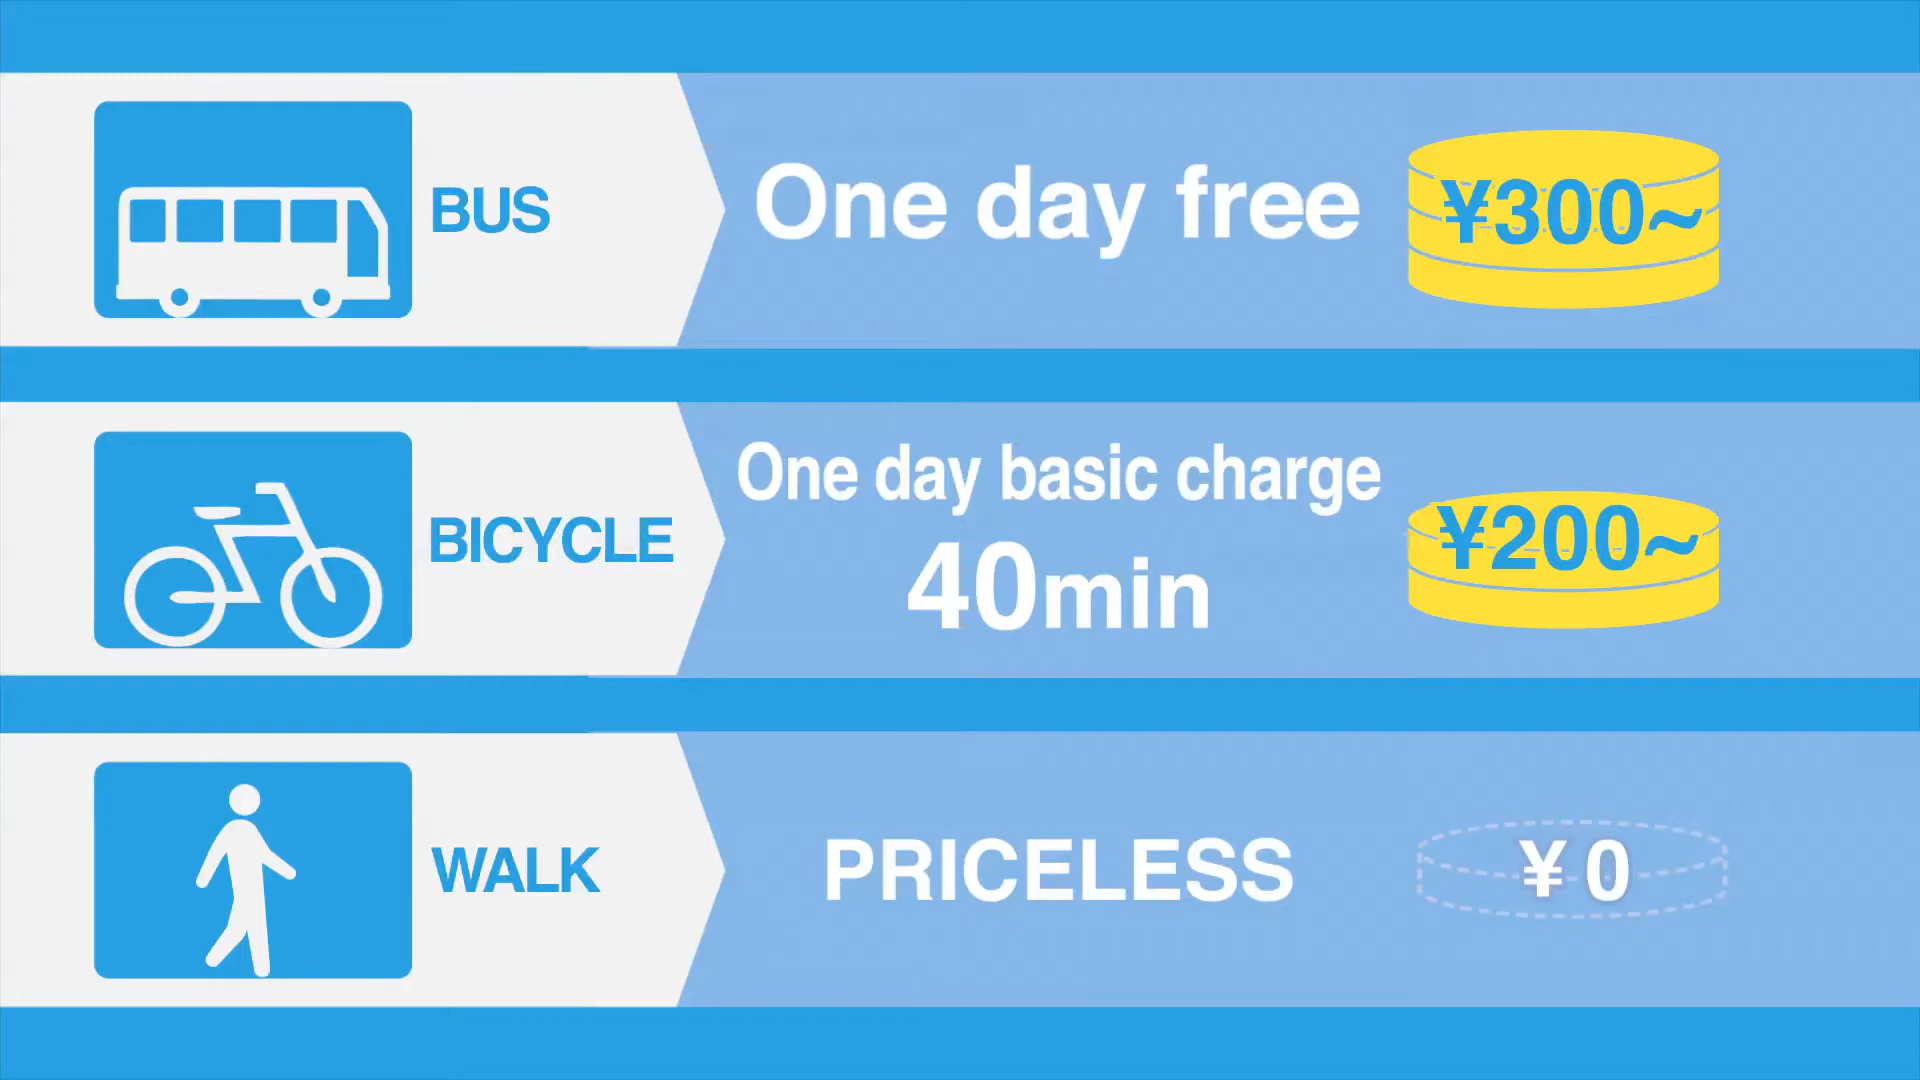 BUS
One day free
¥300~
BICYCLE
One day basic charge
40min
¥200~
WALK
PRICELESS
¥ 0